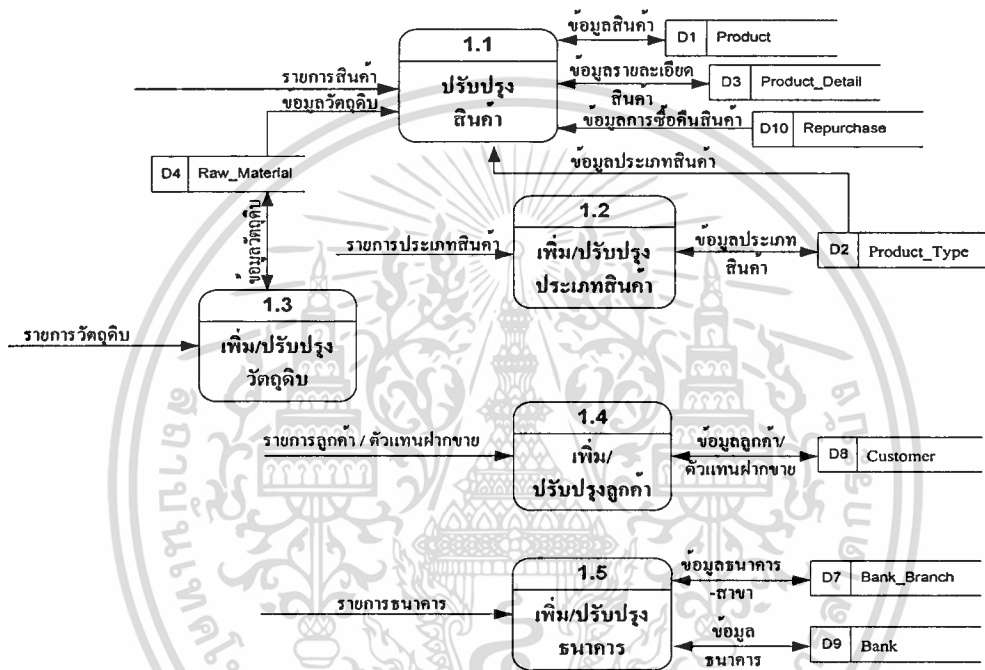 1.1
ปรับปรุง
สินค้า
รายการสินค้า
ข้อมูลวัตถุดิบ
ข้อมูลสินค้า
D1 Product
ข้อมูลรายละเอียด
สินค้า
D3 Product_Detail
ข้อมูลการซื้อคืนสินค้า
D10 Repurchase
ข้อมูลประเภทสินค้า
D4 Raw_Material
ข้อมูลวัตถุดิบ
1.2
เพิ่ม/ปรับปรุง
ประเภทสินค้า
รายการประเภทสินค้า
ข้อมูลประเภท
สินค้า
D2 Product_Type
1.3
เพิ่ม/ปรับปรุง
วัตถุดิบ
รายการวัตถุดิบ
1.4
เพิ่ม/
ปรับปรุงลูกค้า
รายการลูกค้า / ตัวแทนฝากขาย
ข้อมูลลูกค้า/
ตัวแทนฝากขาย
D8 Customer
1.5
เพิ่ม/ปรับปรุง
ธนาคาร
รายการธนาคาร
ข้อมูลธนาคาร
-สาขา
D7 Bank_Branch
ข้อมูล
ธนาคาร
D9 Bank